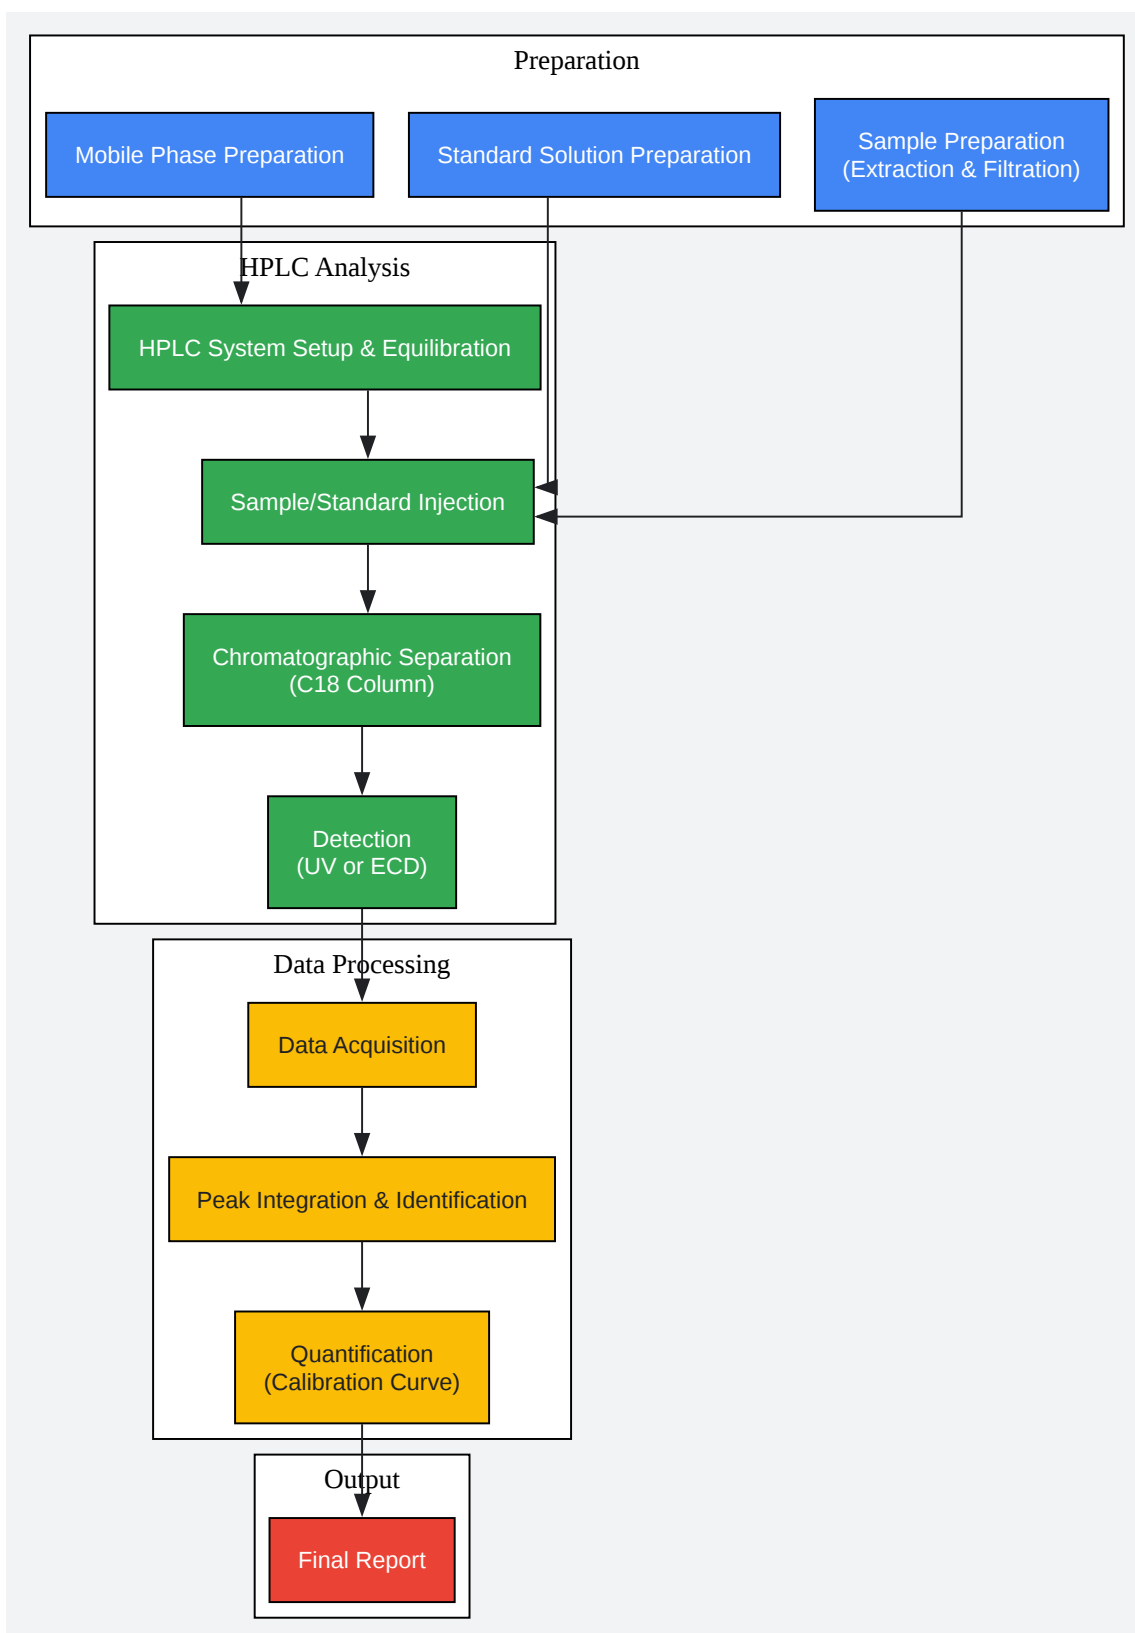 Preparation
Mobile Phase Preparation
Standard Solution Preparation
Sample Preparation
(Extraction & Filtration)
HPLC Analysis
HPLC System Setup & Equilibration
Sample/Standard Injection
Chromatographic Separation
(C18 Column)
Detection
(UV or ECD)
Data Processing
Data Acquisition
Peak Integration & Identification
Quantification
(Calibration Curve)
Output
Final Report